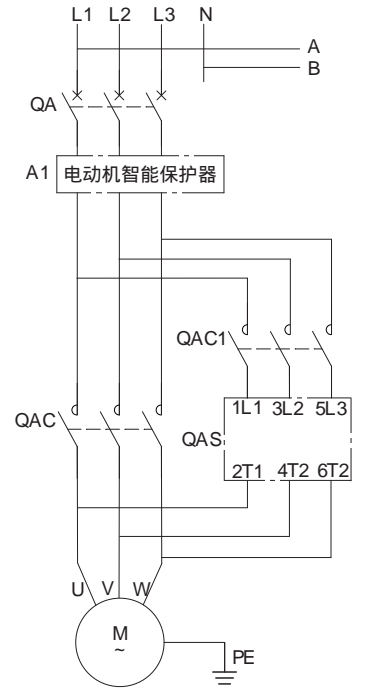 L1 L2 L3 N
A
B
QA
A1 电动机智能保护器
QAC1
1L1 3L2 5L3
QAC
QAS
2T1 4T2 6T2
U V W
M
~
PE